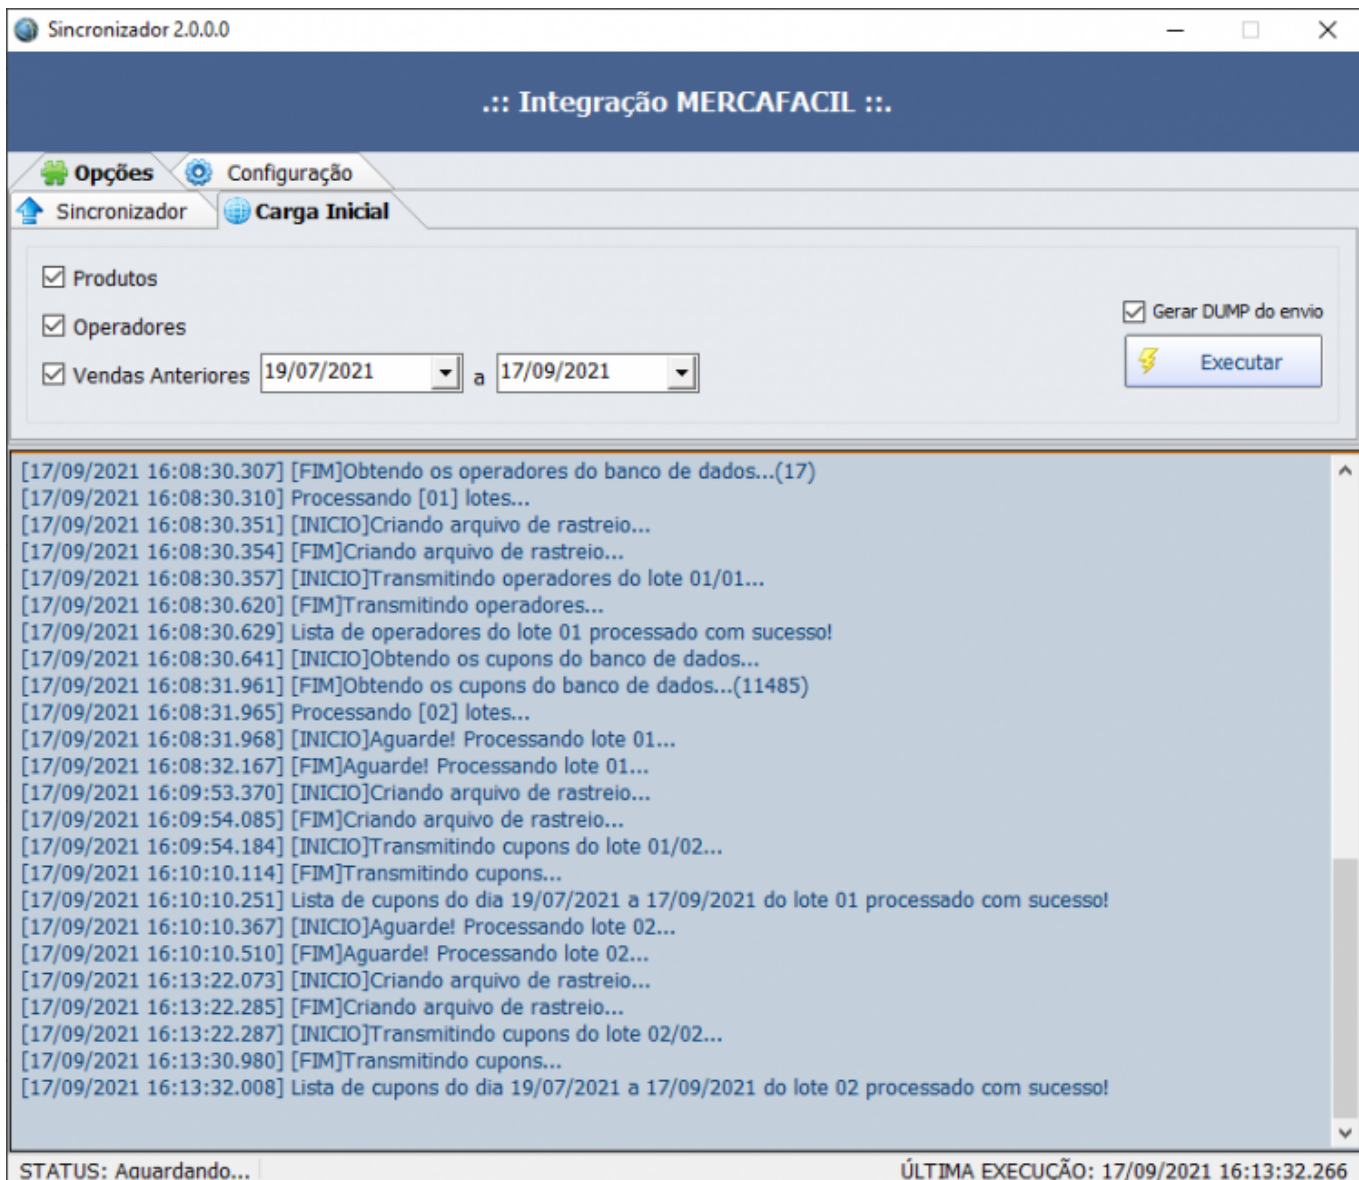 Sincronizador 2.0.0.0
.:: Integração MERCAFACIL ::.
Opções Configuração
Sincronizador Carga Inicial
Produtos
Gerar DUMP do envio
Operadores
Executar
Vendas Anteriores 19/07/2021 a 17/09/2021
[17/09/2021 16:08:30.307] [FIM]Obtendo os operadores do banco de dados...(17)
[17/09/2021 16:08:30.310] Processando [01] lotes...
[17/09/2021 16:08:30.351] [INICIO]Criando arquivo de rastreio...
[17/09/2021 16:08:30.354] [FIM]Criando arquivo de rastreio...
[17/09/2021 16:08:30.357] [INICIO]Transmitindo operadores do lote 01/01...
[17/09/2021 16:08:30.620] [FIM]Transmitindo operadores...
[17/09/2021 16:08:30.629] Lista de operadores do lote 01 processado com sucesso!
[17/09/2021 16:08:30.641] [INICIO]Obtendo os cupons do banco de dados...
[17/09/2021 16:08:31.961] [FIM]Obtendo os cupons do banco de dados...(11485)
[17/09/2021 16:08:31.965] Processando [02] lotes...
[17/09/2021 16:08:31.968] [INICIO]Aguarde! Processando lote 01...
[17/09/2021 16:08:32.167] [FIM]Aguarde! Processando lote 01...
[17/09/2021 16:09:53.370] [INICIO]Criando arquivo de rastreio...
[17/09/2021 16:09:54.085] [FIM]Criando arquivo de rastreio...
[17/09/2021 16:09:54.184] [INICIO]Transmitindo cupons do lote 01/02...
[17/09/2021 16:10:10.114] [FIM]Transmitindo cupons...
[17/09/2021 16:10:10.251] Lista de cupons do dia 19/07/2021 a 17/09/2021 do lote 01 processado com sucesso!
[17/09/2021 16:10:10.367] [INICIO]Aguarde! Processando lote 02...
[17/09/2021 16:10:10.510] [FIM]Aguarde! Processando lote 02...
[17/09/2021 16:13:22.073] [INICIO]Criando arquivo de rastreio...
[17/09/2021 16:13:22.285] [FIM]Criando arquivo de rastreio...
[17/09/2021 16:13:22.287] [INICIO]Transmitindo cupons do lote 02/02...
[17/09/2021 16:13:30.980] [FIM]Transmitindo cupons...
[17/09/2021 16:13:32.008] Lista de cupons do dia 19/07/2021 a 17/09/2021 do lote 02 processado com sucesso!
STATUS: Aguardando... ÚLTIMA EXECUÇÃO: 17/09/2021 16:13:32.266